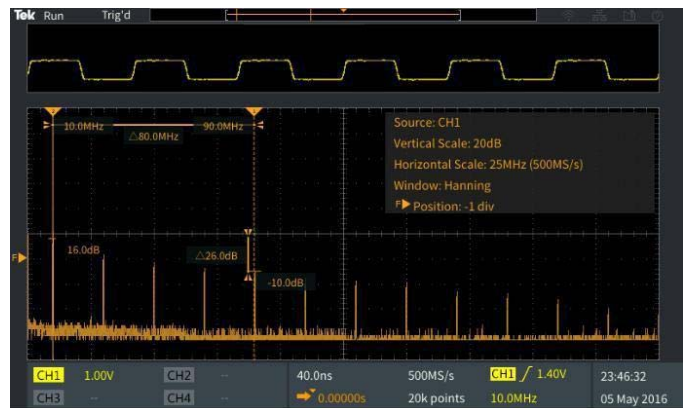 Tek Run Trig'd
10.0MHz 90.0MHz
△80.0MHz
Source: CH1
Vertical Scale: 20dB
Horizontal Scale: 25MHz (500MS/s)
Window: Hanning
F Position: -1 div
16.0dB △26.0dB
F
-10.0dB
CH1 1.00V CH2 -- 40.0ns 500MS/s CH1 1.40V 23:46:32
CH3 -- CH4 -- 0.00000s 20k points 10.0MHz 05 May 2016